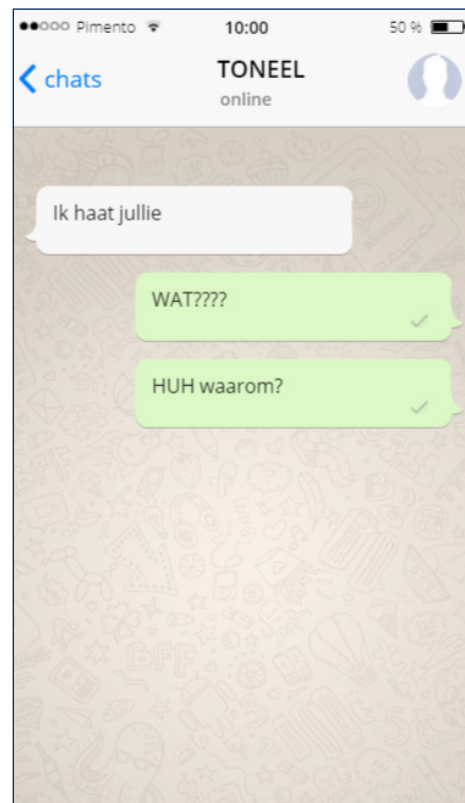 Pimento 10:00 50 %
chats TONEEL
online
Ik haat jullie
WAT????
HUH waarom?